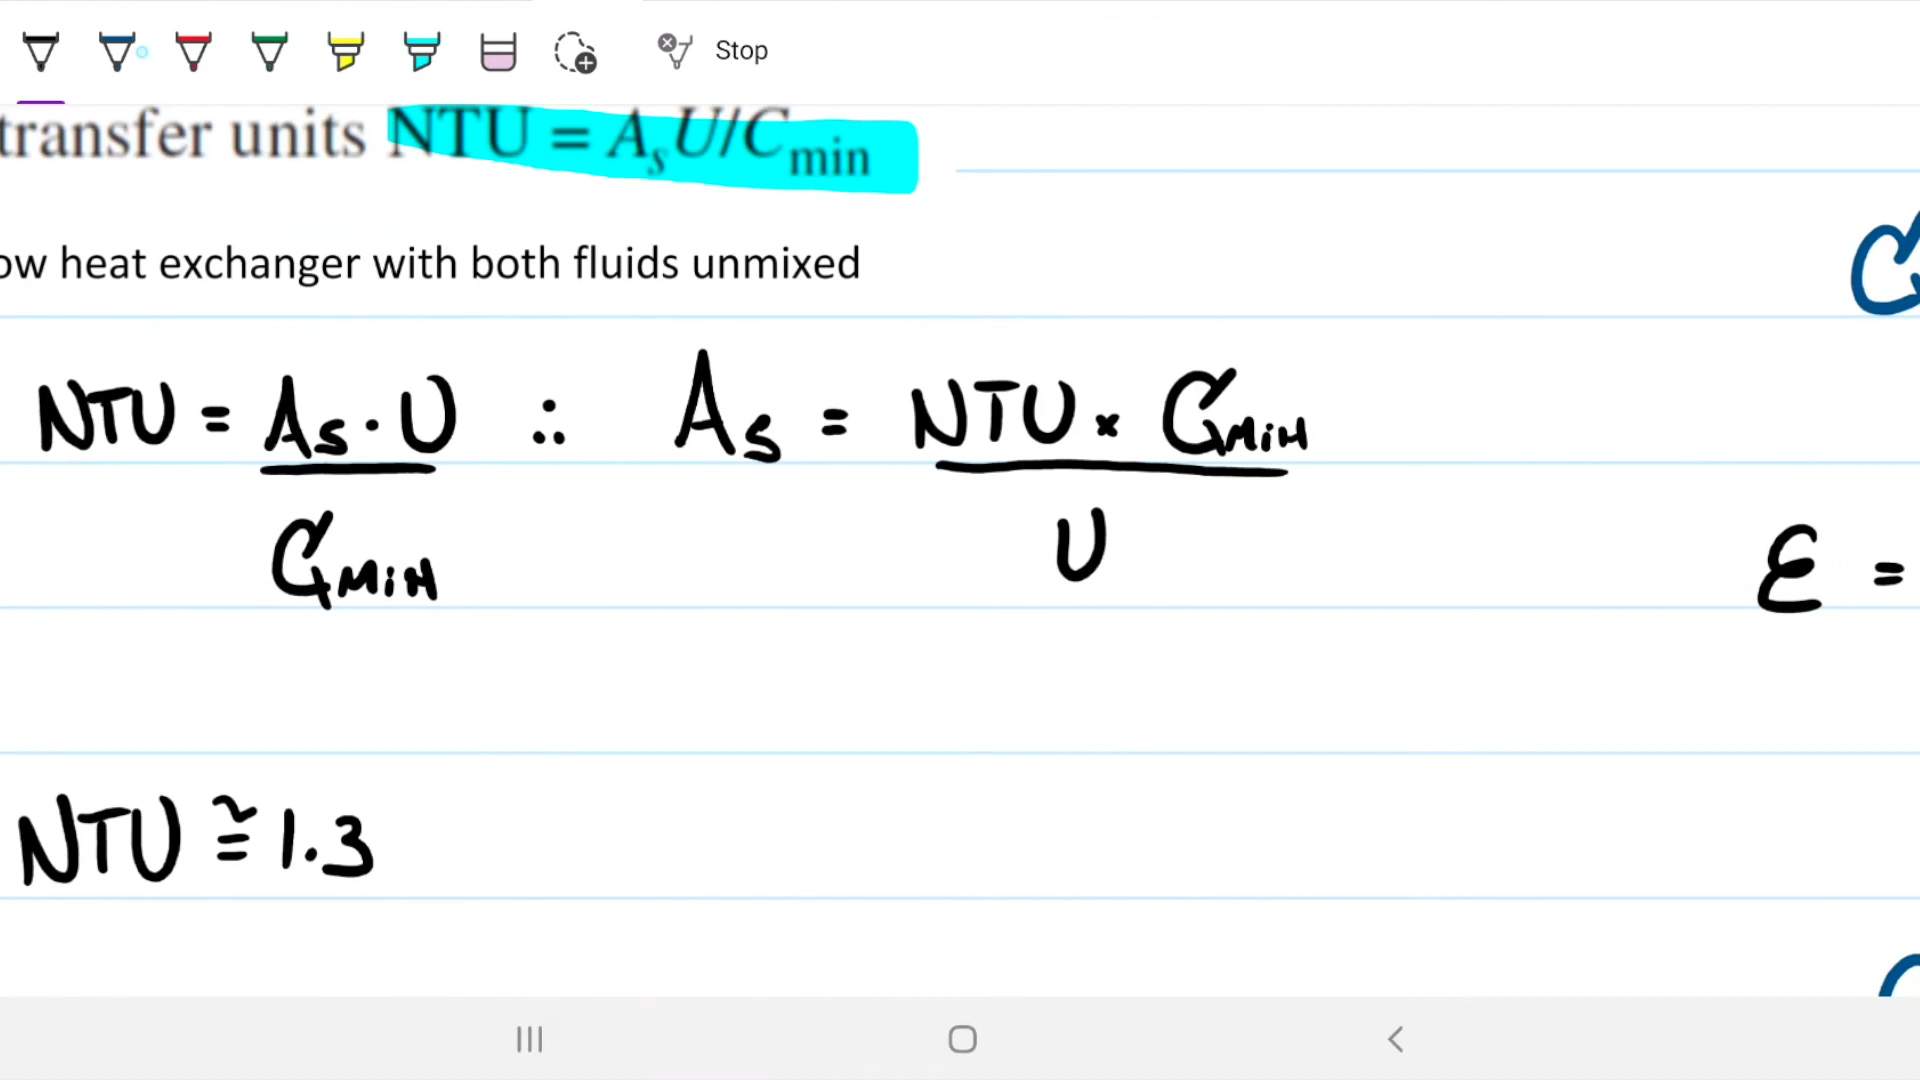 Stop
transfer units NTU = AₛU/Cmin
ow heat exchanger with both fluids unmixed
NTU = As · U / Cmin ∴ As = NTU × Cmin / U
ε =
NTU ≅ 1.3